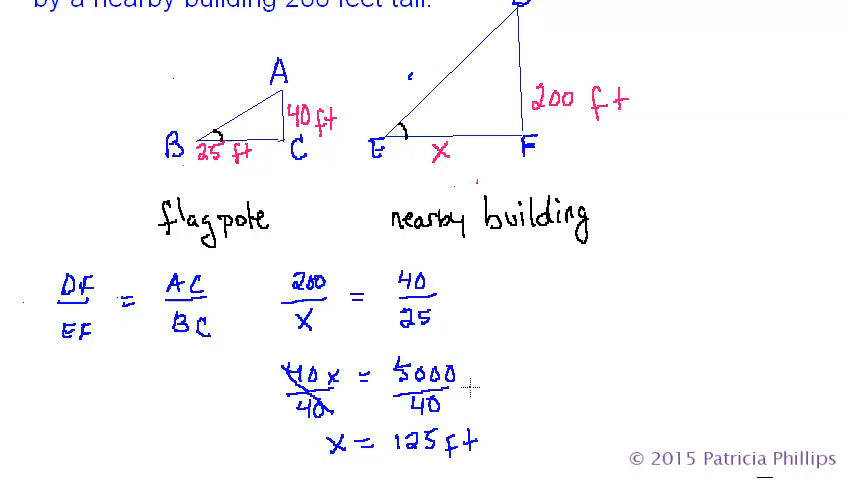 by a nearby building 200 feet tall.
A
40 ft
B
25 ft
C
D
200 ft
E
x
F
flagpole
nearby building
DF/EF = AC/BC
200/x = 40/25
40x/40 = 5000/40
x = 125 ft
© 2015 Patricia Phillips